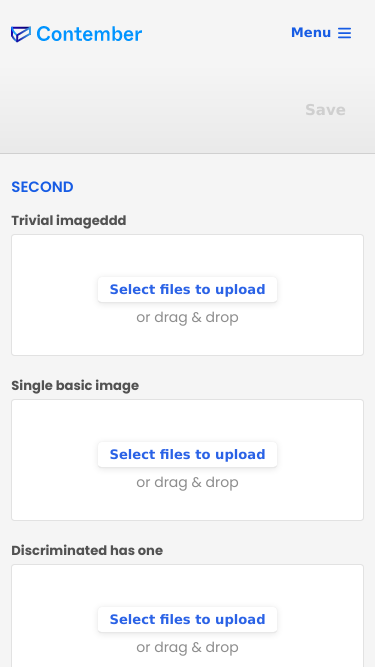 Contember
Menu
Save
SECOND
Trivial imageddd
Select files to upload
or drag & drop
Single basic image
Select files to upload
or drag & drop
Discriminated has one
Select files to upload
or drag & drop